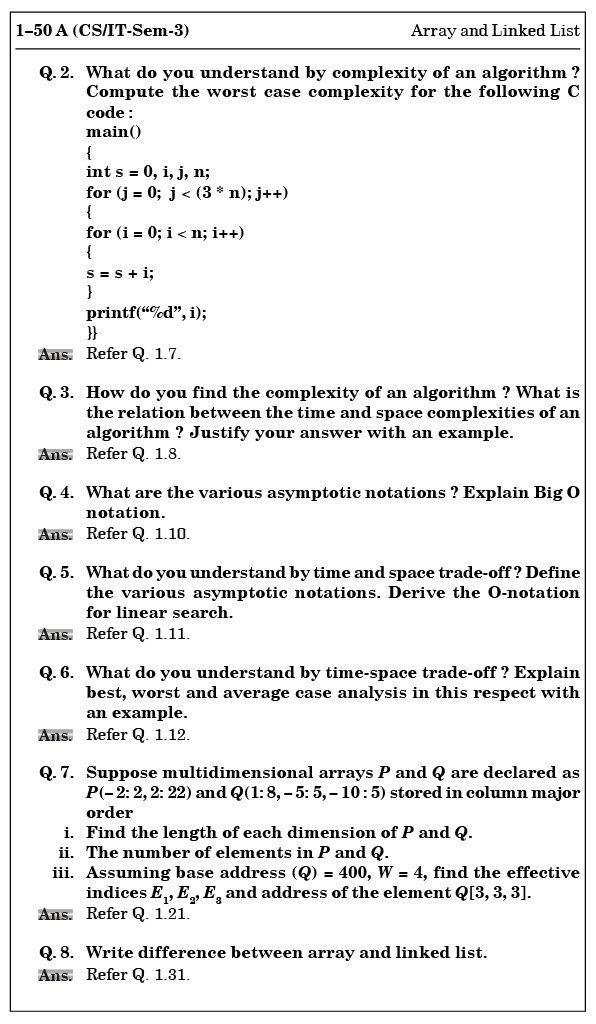 1–50 A (CS/IT-Sem-3) Array and Linked List
Q. 2. What do you understand by complexity of an algorithm ?
Compute the worst case complexity for the following C
code :
main()
{
int s = 0, i, j, n;
for (j = 0; j < (3 * n); j++)
{
for (i = 0; i < n; i++)
{
s = s + i;
}
printf(“%d”, i);
}}
Ans. Refer Q. 1.7.
Q. 3. How do you find the complexity of an algorithm ? What is
the relation between the time and space complexities of an
algorithm ? Justify your answer with an example.
Ans. Refer Q. 1.8.
Q. 4. What are the various asymptotic notations ? Explain Big O
notation.
Ans. Refer Q. 1.10.
Q. 5. What do you understand by time and space trade-off ? Define
the various asymptotic notations. Derive the O-notation
for linear search.
Ans. Refer Q. 1.11.
Q. 6. What do you understand by time-space trade-off ? Explain
best, worst and average case analysis in this respect with
an example.
Ans. Refer Q. 1.12.
Q. 7. Suppose multidimensional arrays P and Q are declared as
P(– 2: 2, 2: 22) and Q(1: 8, – 5: 5, – 10 : 5) stored in column major
order
i. Find the length of each dimension of P and Q.
ii. The number of elements in P and Q.
iii. Assuming base address (Q) = 400, W = 4, find the effective
indices E₁, E₂, E₃ and address of the element Q[3, 3, 3].
Ans. Refer Q. 1.21.
Q. 8. Write difference between array and linked list.
Ans. Refer Q. 1.31.